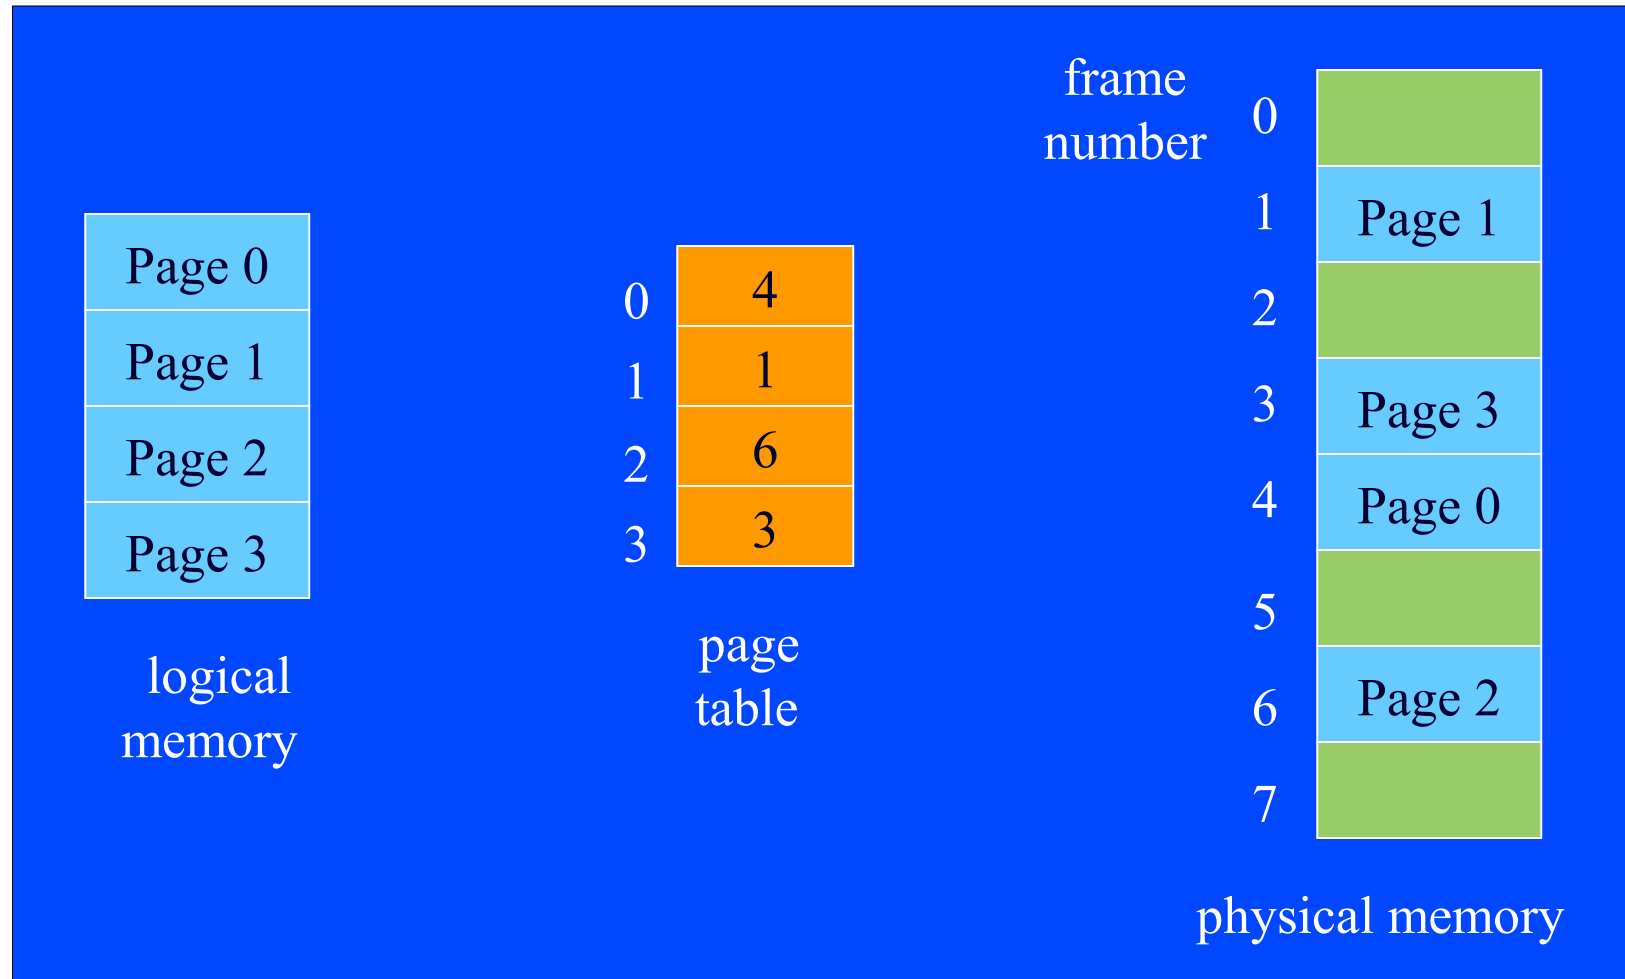 Page 0
Page 1
Page 2
Page 3
logical
memory
0 4
1 1
2 6
3 3
page
table
frame
number
0
1 Page 1
2
3 Page 3
4 Page 0
5
6 Page 2
7
physical memory